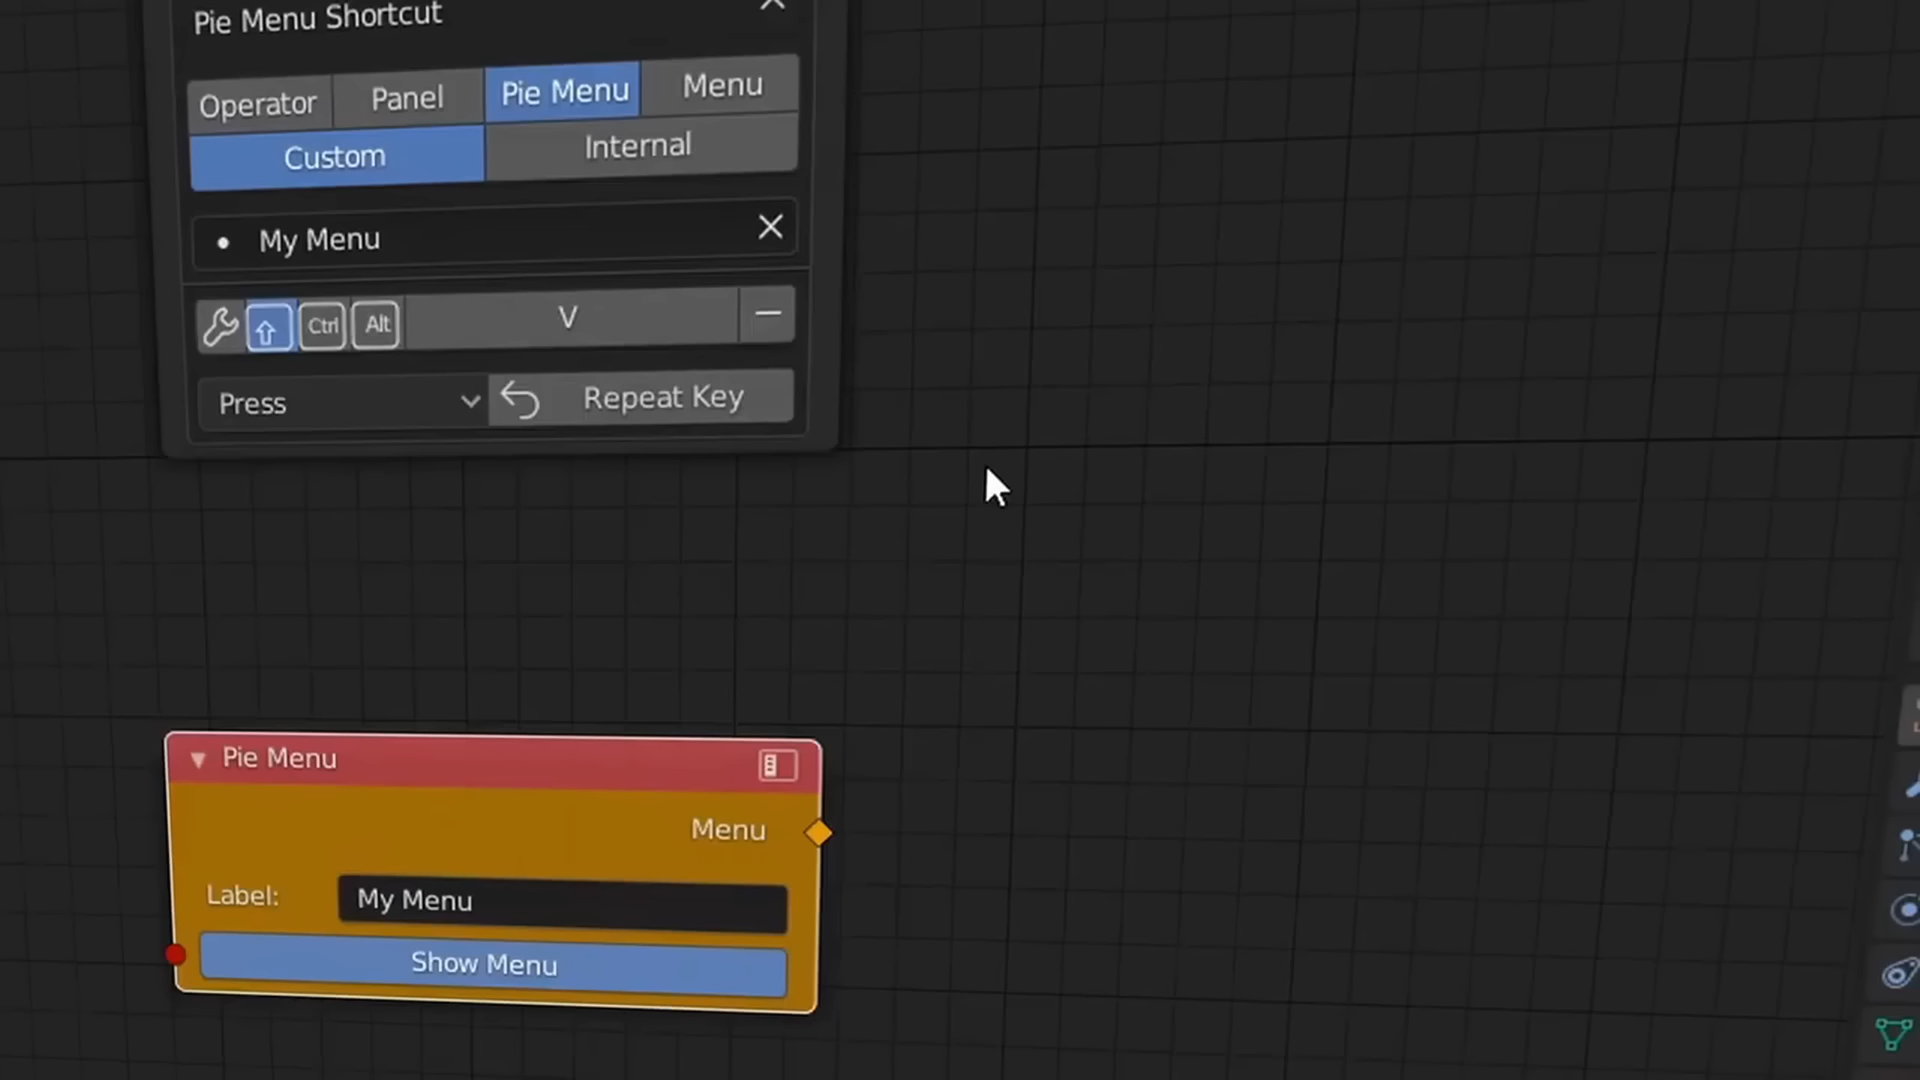 Pie Menu Shortcut
Operator Panel Pie Menu Menu
Custom Internal
My Menu
Ctrl Alt V
Press Repeat Key
Pie Menu
Menu
Label: My Menu
Show Menu